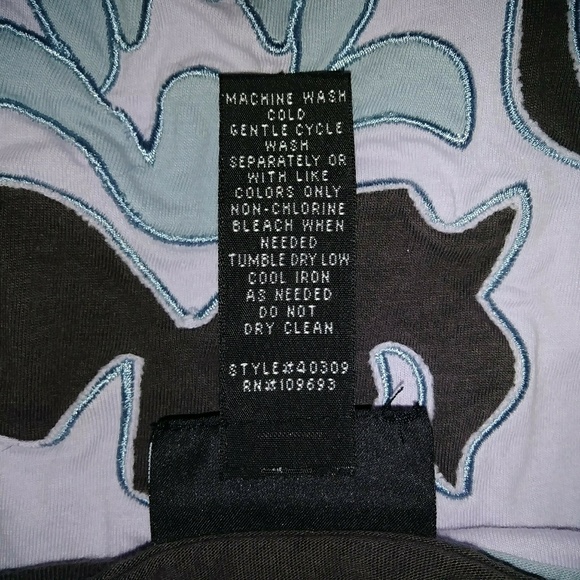 MACHINE WASH
COLD
GENTLE CYCLE
WASH
SEPARATELY OR
WITH LIKE
COLORS ONLY
NON-CHLORINE
BLEACH WHEN
NEEDED
TUMBLE DRY LOW
COOL IRON
AS NEEDED
DO NOT
DRY CLEAN
STYLE#40309
RN#109693